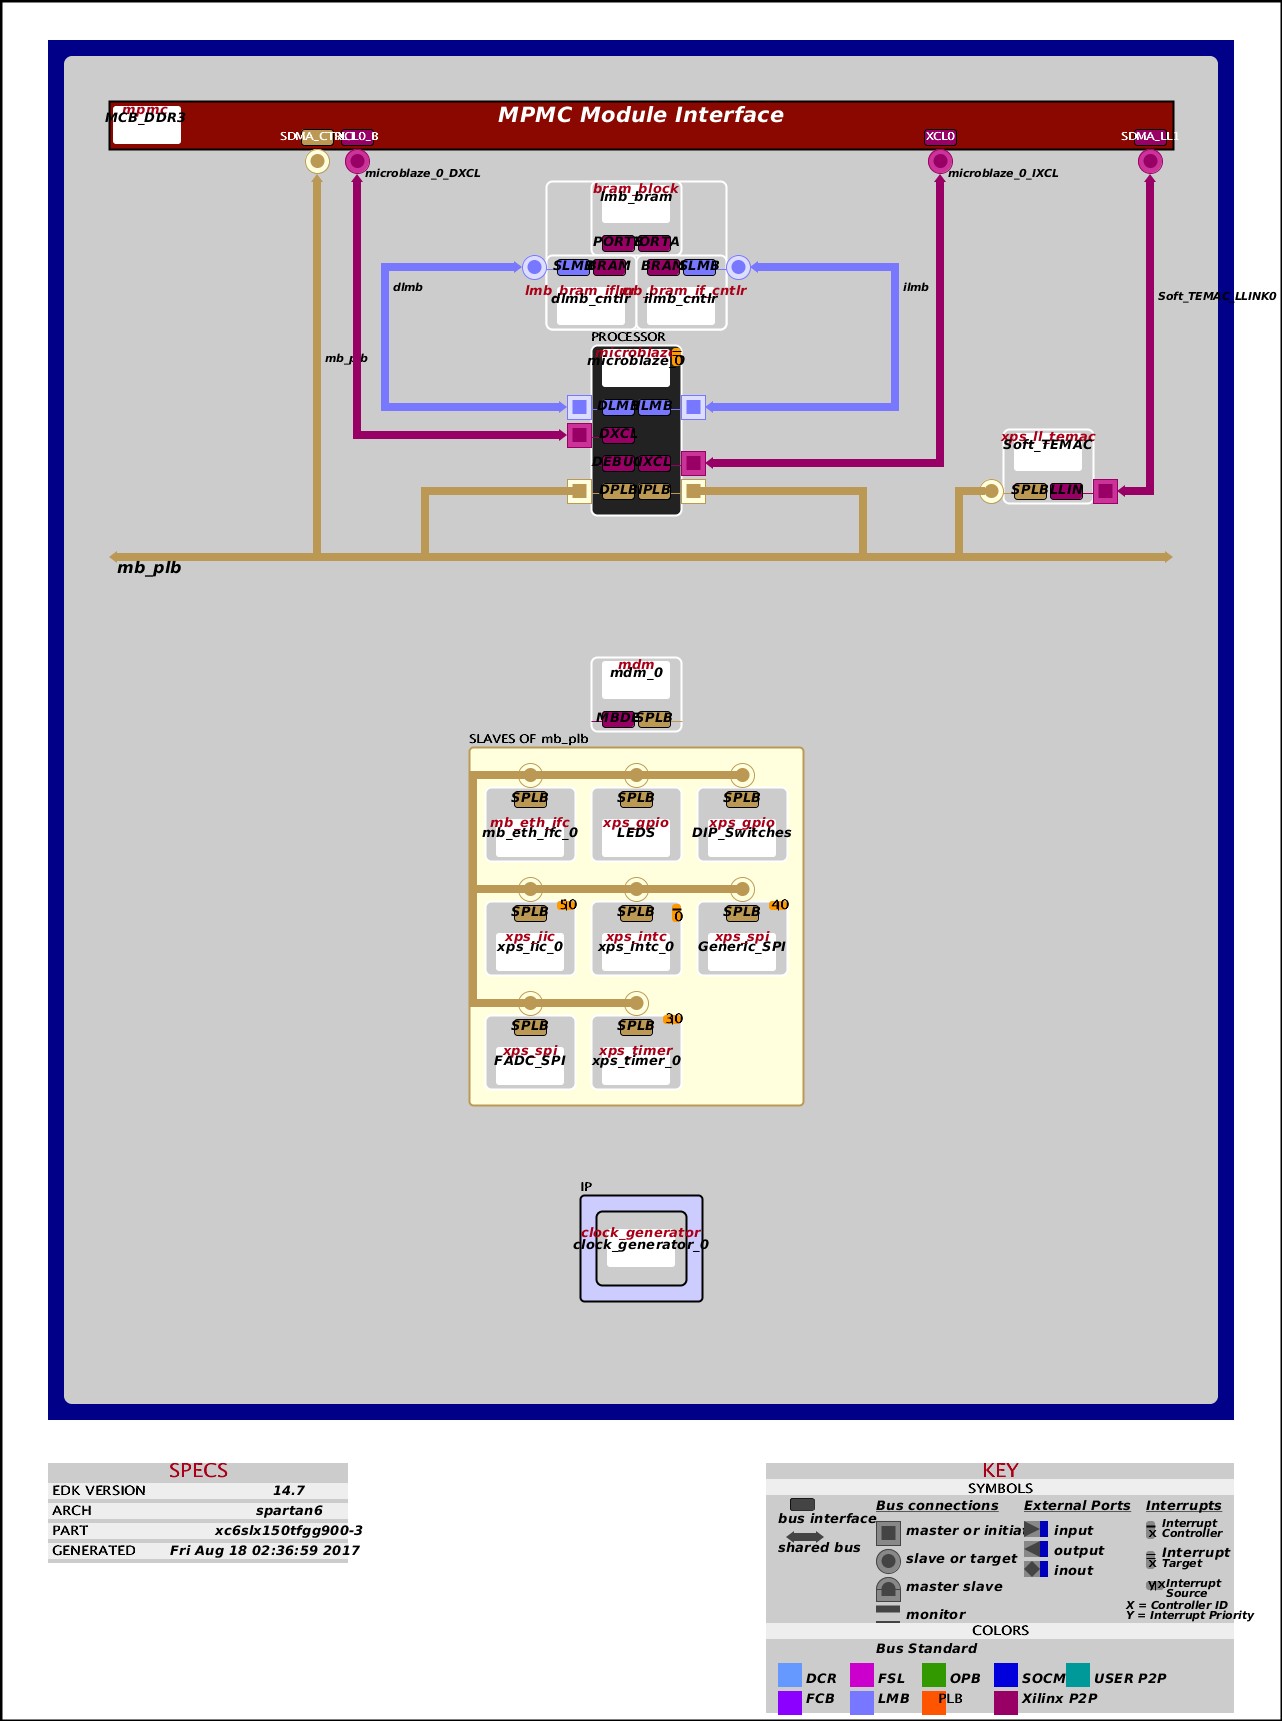 mpmc
MCB_DDR3
MPMC Module Interface
SDMA_CTRL1
XCL0_B
XCL0
SDMA_LL1
microblaze_0_DXCL
microblaze_0_IXCL
bram_block
lmb_bram
PORTB
PORTA
SLMB
BRAM
BRAM
SLMB
lmb_bram_if_cntlr
lmb_bram_if_cntlr
dlmb_cntlr
ilmb_cntlr
dlmb
ilmb
Soft_TEMAC_LLINK0
PROCESSOR
microblaze
microblaze_0
0
mb_plb
DLMB
ILMB
DXCL
DEBUG
IXCL
DPLB
IPLB
xps_ll_temac
Soft_TEMAC
SPLB
LLIN
mb_plb
mdm
mdm_0
MBDB
SPLB
SLAVES OF mb_plb
SPLB
SPLB
SPLB
mb_eth_ifc
xps_gpio
xps_gpio
mb_eth_ifc_0
LEDS
DIP_Switches
SPLB
50
SPLB
0
SPLB
40
xps_iic
xps_intc
xps_spi
xps_iic_0
xps_intc_0
Generic_SPI
SPLB
SPLB
30
xps_spi
xps_timer
FADC_SPI
xps_timer_0
IP
clock_generator
clock_generator_0
SPECS
EDK VERSION 14.7
ARCH spartan6
PART xc6slx150tfgg900-3
GENERATED Fri Aug 18 02:36:59 2017
KEY
SYMBOLS
bus interface
shared bus
Bus connections
master or initia
slave or target
master slave
monitor
External Ports
input
output
inout
Interrupts
x
Interrupt
Controller
x
Interrupt
Target
y x
Interrupt
Source
X = Controller ID
Y = Interrupt Priority
COLORS
Bus Standard
DCR FSL OPB SOCM USER P2P
FCB LMB PLB Xilinx P2P